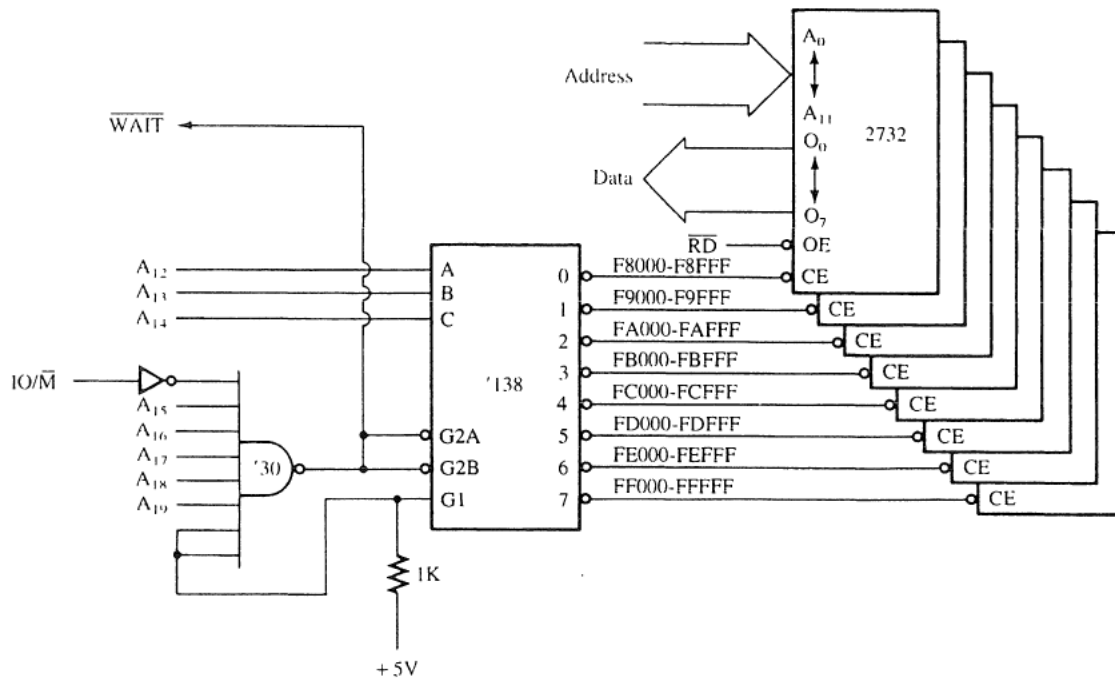 A₀
Address
A₁₁
2732
O₀
Data
O₇
R̅D̅
OE
CE
CE
CE
CE
CE
CE
CE
CE
W̅A̅I̅T̅
A₁₂
A₁₃
A₁₄
IO/M̅
A₁₅
A₁₆
A₁₇
A₁₈
A₁₉
'30
A
B
C
'138
G2A
G2B
G1
0 F8000-F8FFF
1 F9000-F9FFF
2 FA000-FAFFF
3 FB000-FBFFF
4 FC000-FCFFF
5 FD000-FDFFF
6 FE000-FEFFF
7 FF000-FFFFF
1K
+5V